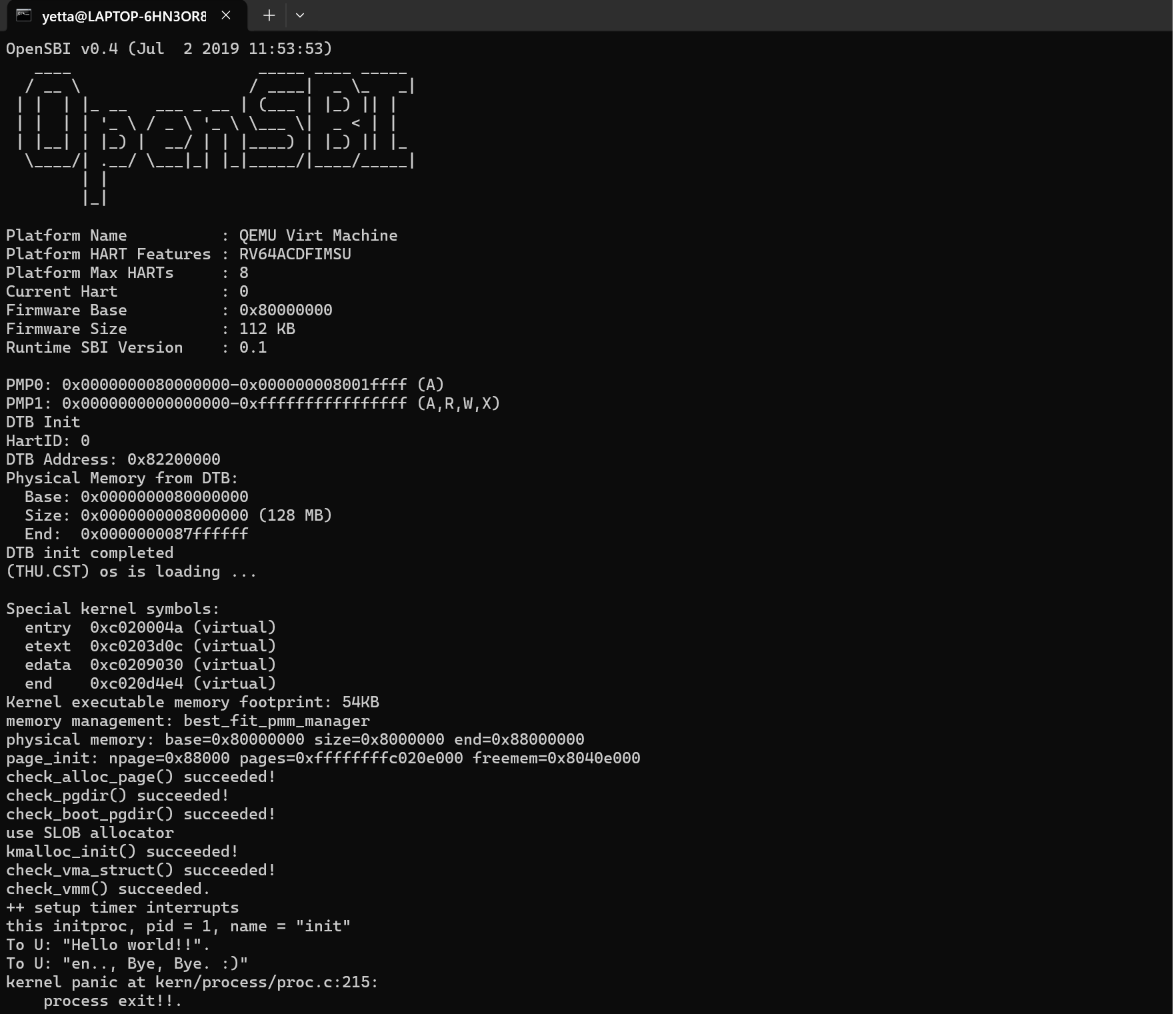 yetta@LAPTOP-6HN3OR8
OpenSBI v0.4 (Jul  2 2019 11:53:53)
OpenSBI
Platform Name          : QEMU Virt Machine
Platform HART Features : RV64ACDFIMSU
Platform Max HARTs     : 8
Current Hart           : 0
Firmware Base          : 0x80000000
Firmware Size          : 112 KB
Runtime SBI Version    : 0.1
PMP0: 0x0000000080000000-0x000000008001ffff (A)
PMP1: 0x0000000000000000-0xffffffffffffffff (A,R,W,X)
DTB Init
HartID: 0
DTB Address: 0x82200000
Physical Memory from DTB:
  Base: 0x0000000080000000
  Size: 0x0000000008000000 (128 MB)
  End:  0x0000000087ffffff
DTB init completed
(THU.CST) os is loading ...
Special kernel symbols:
  entry  0xc020004a (virtual)
  etext  0xc0203d0c (virtual)
  edata  0xc0209030 (virtual)
  end    0xc020d4e4 (virtual)
Kernel executable memory footprint: 54KB
memory management: best_fit_pmm_manager
physical memory: base=0x80000000 size=0x8000000 end=0x88000000
page_init: npage=0x88000 pages=0xffffffffc020e000 freemem=0x8040e000
check_alloc_page() succeeded!
check_pgdir() succeeded!
check_boot_pgdir() succeeded!
use SLOB allocator
kmalloc_init() succeeded!
check_vma_struct() succeeded!
check_vmm() succeeded.
++ setup timer interrupts
this initproc, pid = 1, name = "init"
To U: "Hello world!!".
To U: "en.., Bye, Bye. :)"
kernel panic at kern/process/proc.c:215:
    process exit!!.